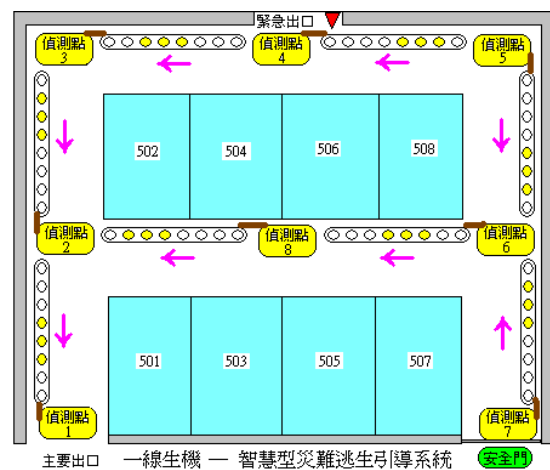 緊急出口
偵測點
3
偵測點
4
偵測點
5
502
504
506
508
偵測點
2
偵測點
8
偵測點
6
501
503
505
507
偵測點
1
偵測點
7
主要出口
一線生機 — 智慧型災難逃生引導系統
安全門